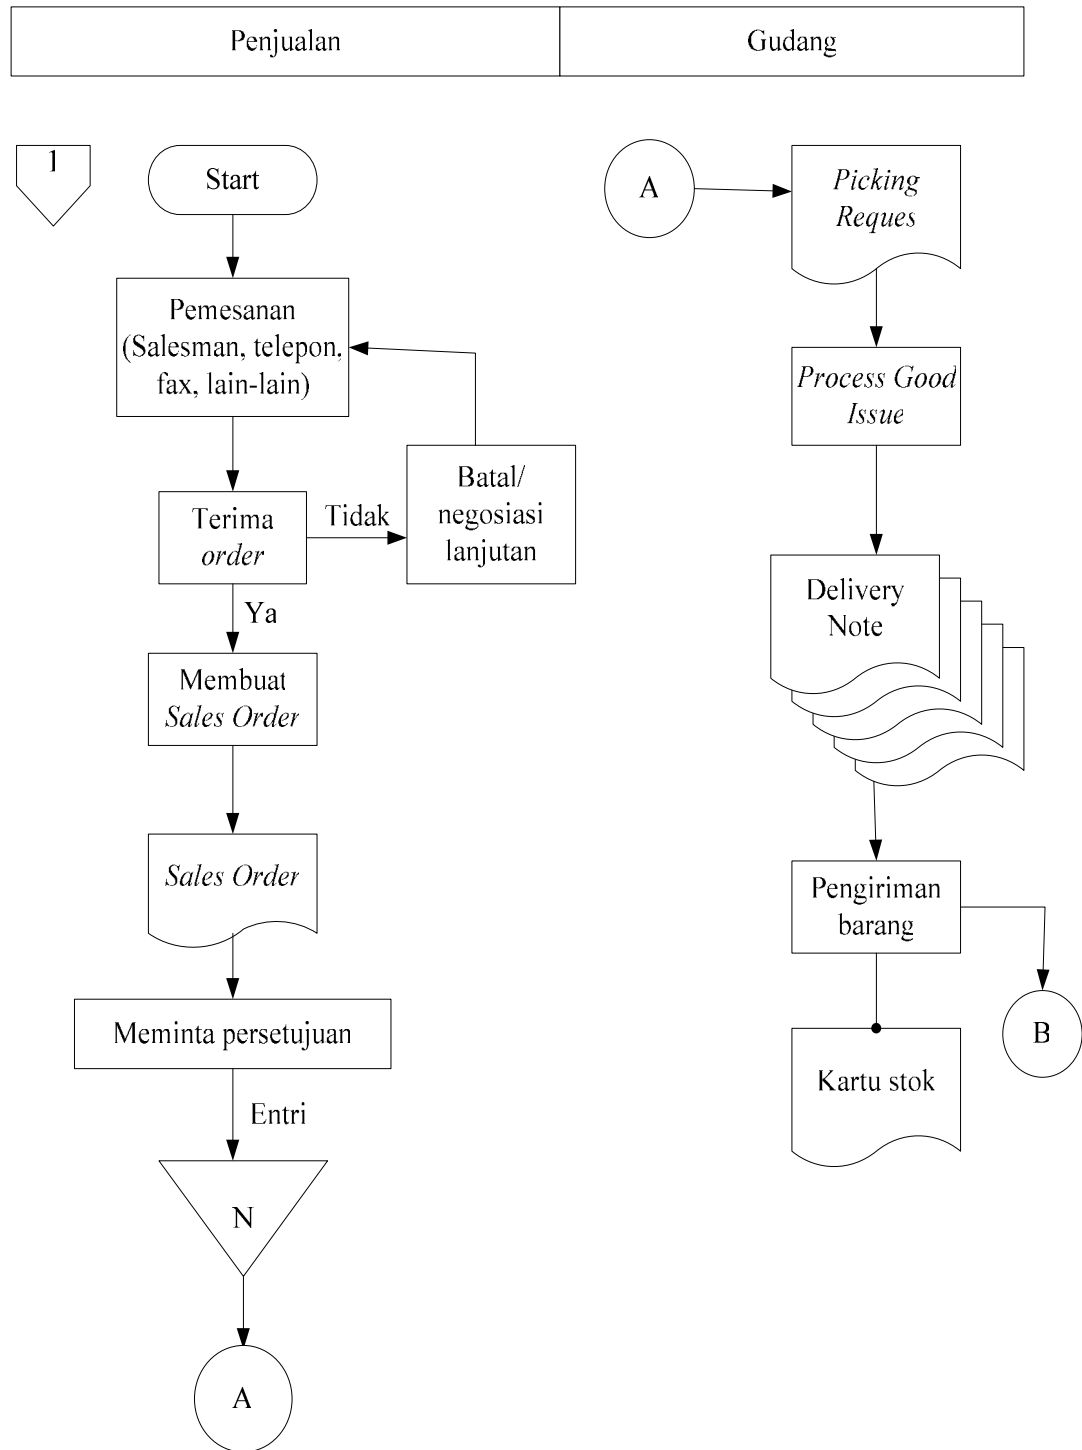 Penjualan
Gudang
1
Start
Pemesanan
(Salesman, telepon,
fax, lain-lain)
Batal/
negosiasi
lanjutan
Terima
order
Tidak
Ya
Membuat
Sales Order
Sales Order
Meminta persetujuan
Entri
N
A
A
Picking
Reques
Process Good
Issue
Delivery
Note
Pengiriman
barang
B
Kartu stok